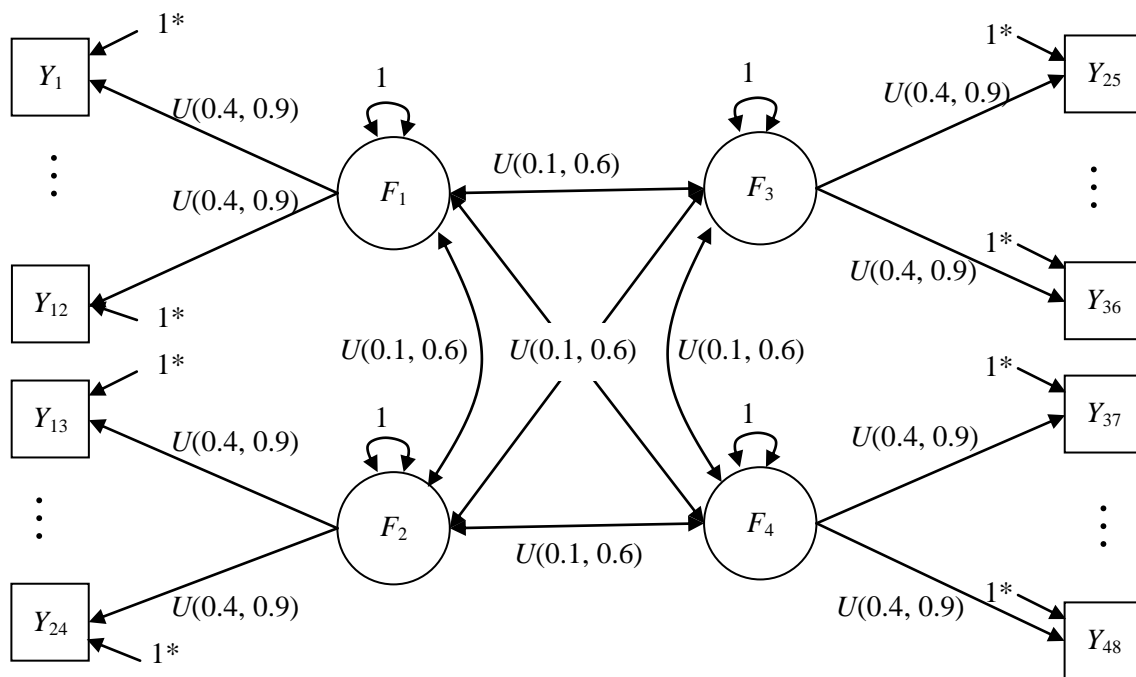 1*
1*
Y1
Y25
1
1
U(0.4, 0.9)
U(0.4, 0.9)
⋮
U(0.1, 0.6)
⋮
F1
F3
U(0.4, 0.9)
1*
U(0.4, 0.9)
Y12
Y36
1*
U(0.1, 0.6)
U(0.1, 0.6)
U(0.1, 0.6)
1*
1*
Y13
Y37
1
1
U(0.4, 0.9)
U(0.4, 0.9)
⋮
⋮
F2
F4
U(0.1, 0.6)
U(0.4, 0.9)
U(0.4, 0.9)
1*
Y24
Y48
1*